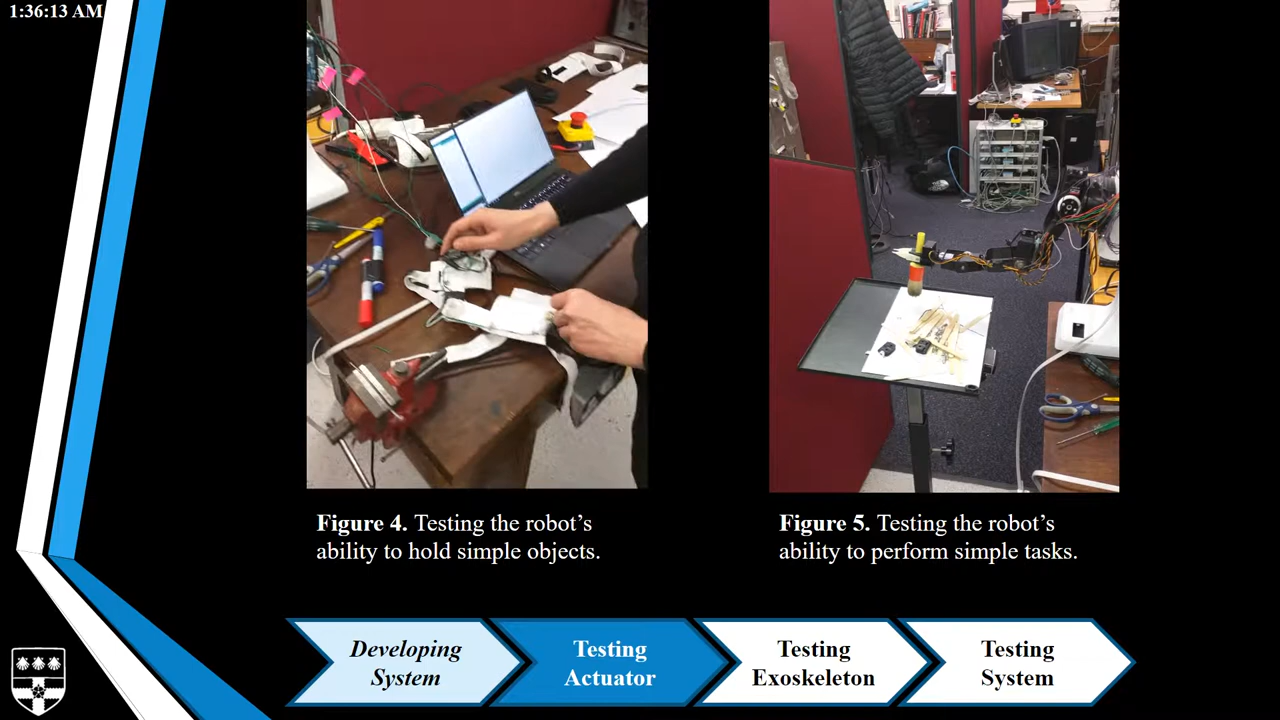 1:36:13 AM
Figure 4. Testing the robot's
ability to hold simple objects.
Figure 5. Testing the robot's
ability to perform simple tasks.
Developing
System
Testing
Actuator
Testing
Exoskeleton
Testing
System